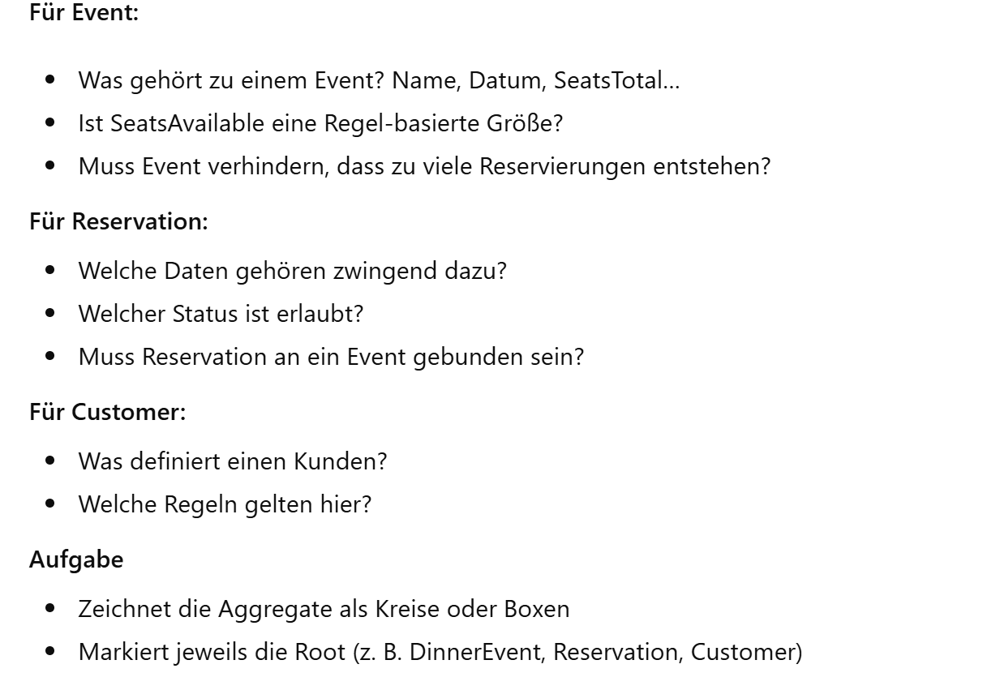 Für Event:
• Was gehört zu einem Event? Name, Datum, SeatsTotal…
• Ist SeatsAvailable eine Regel-basierte Größe?
• Muss Event verhindern, dass zu viele Reservierungen entstehen?
Für Reservation:
• Welche Daten gehören zwingend dazu?
• Welcher Status ist erlaubt?
• Muss Reservation an ein Event gebunden sein?
Für Customer:
• Was definiert einen Kunden?
• Welche Regeln gelten hier?
Aufgabe
• Zeichnet die Aggregate als Kreise oder Boxen
• Markiert jeweils die Root (z. B. DinnerEvent, Reservation, Customer)